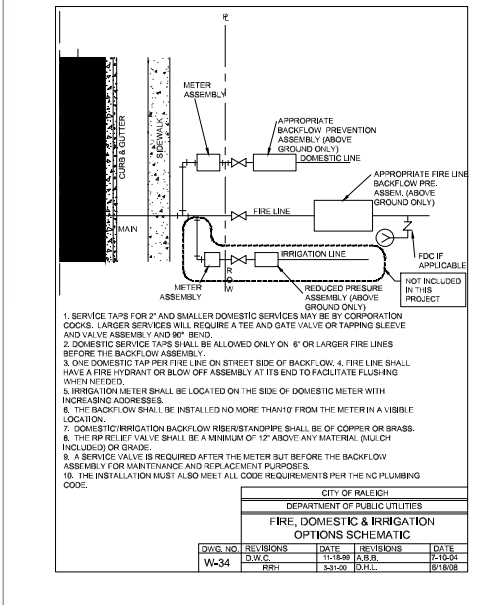 PL
METER
ASSEMBLY
APPROPRIATE
BACKFLOW PREVENTION
ASSEMBLY (ABOVE
GROUND ONLY)
DOMESTIC LINE
CURB & GUTTER
SIDEWALK
APPROPRIATE FIRE LINE
BACKFLOW PRE.
ASSEM. (ABOVE
GROUND ONLY)
FIRE LINE
MAIN
IRRIGATION LINE
FDC IF
APPLICABLE
ROW
METER
ASSEMBLY
REDUCED PRESURE
ASSEMBLY (ABOVE
GROUND ONLY)
NOT INCLUDED
IN THIS
PROJECT
1. SERVICE TAPS FOR 2" AND SMALLER DOMESTIC SERVICES MAY BE BY CORPORATION
COCKS. LARGER SERVICES WILL REQUIRE A TEE AND GATE VALVE OR TAPPING SLEEVE
AND VALVE ASSEMBLY AND 90° BEND.
2. DOMESTIC SERVICE TAPS SHALL BE ALLOWED ONLY ON 6" OR LARGER FIRE LINES
BEFORE THE BACKFLOW ASSEMBLY.
3. ONE DOMESTIC TAP PER FIRE LINE ON STREET SIDE OF BACKFLOW. 4. FIRE LINE SHALL
HAVE A FIRE HYDRANT OR BLOW OFF ASSEMBLY AT ITS END TO FACILITATE FLUSHING
WHEN NEEDED.
5. IRRIGATION METER SHALL BE LOCATED ON THE SIDE OF DOMESTIC METER WITH
INCREASING ADDRESSES.
6. THE BACKFLOW SHALL BE INSTALLED NO MORE THAN10' FROM THE METER IN A VISIBLE
LOCATION.
7. DOMESTIC/IRRIGATION BACKFLOW RISER/STANDPIPE SHALL BE OF COPPER OR BRASS.
8. THE RP RELIEF VALVE SHALL BE A MINIMUM OF 12" ABOVE ANY MATERIAL (MULCH
INCLUDED) OR GRADE.
9. A SERVICE VALVE IS REQUIRED AFTER THE METER BUT BEFORE THE BACKFLOW
ASSEMBLY FOR MAINTENANCE AND REPLACEMENT PURPOSES.
10. THE INSTALLATION MUST ALSO MEET ALL CODE REQUIREMENTS PER THE NC PLUMBING
CODE.
CITY OF RALEIGH
DEPARTMENT OF PUBLIC UTILITIES
FIRE, DOMESTIC & IRRIGATION
OPTIONS SCHEMATIC
DWG. NO. REVISIONS DATE REVISIONS DATE
W-34 D.W.C. 11-18-99 A.B.B. 7-10-04
RRH 3-31-00 D.H.L. 6/18/08